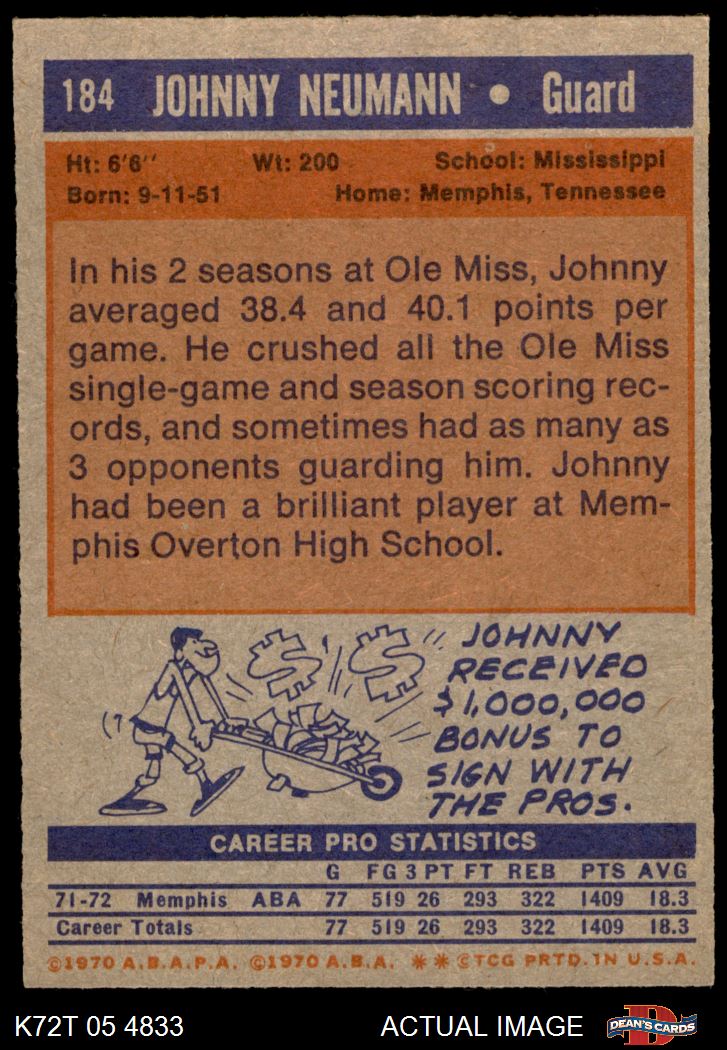 184 JOHNNY NEUMANN • Guard
Ht: 6'6'' Wt: 200 School: Mississippi
Born: 9-11-51 Home: Memphis, Tennessee
In his 2 seasons at Ole Miss, Johnny
averaged 38.4 and 40.1 points per
game. He crushed all the Ole Miss
single-game and season scoring rec-
ords, and sometimes had as many as
3 opponents guarding him. Johnny
had been a brilliant player at Mem-
phis Overton High School.
$ $
JOHNNY
RECEIVED
$1,000,000
BONUS TO
SIGN WITH
THE PROS.
CAREER PRO STATISTICS
G FG 3 PT FT REB PTS AVG
71-72 Memphis ABA 77 519 26 293 322 1409 18.3
Career Totals 77 519 26 293 322 1409 18.3
©1970 A.B.A.P.A. ©1970 A.B.A. ** ©TCG PRTD. IN U.S.A.
K72T 05 4833 ACTUAL IMAGE D DEAN'S CARDS